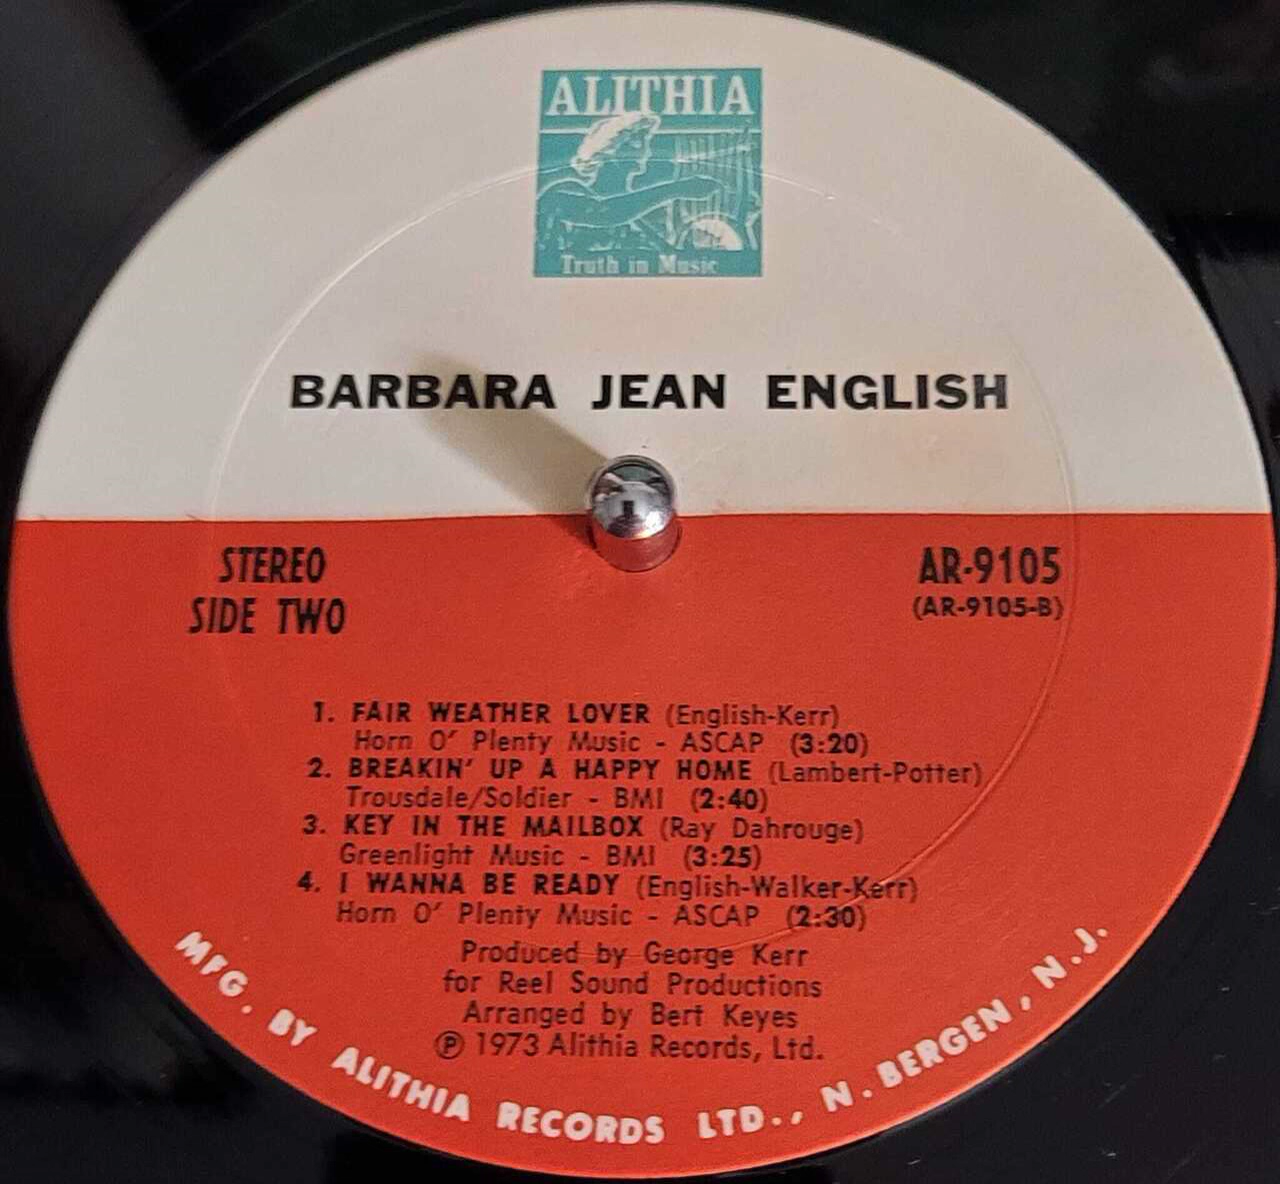 ALITHIA
Truth in Music
BARBARA JEAN ENGLISH
STEREO
SIDE TWO
AR-9105
(AR-9105-B)
1. FAIR WEATHER LOVER (English-Kerr)
Horn O' Plenty Music - ASCAP (3:20)
2. BREAKIN' UP A HAPPY HOME (Lambert-Potter)
Trousdale/Soldier - BMI (2:40)
3. KEY IN THE MAILBOX (Ray Dahrouge)
Greenlight Music - BMI (3:25)
4. I WANNA BE READY (English-Walker-Kerr)
Horn O' Plenty Music - ASCAP (2:30)
Produced by George Kerr
for Reel Sound Productions
Arranged by Bert Keyes
℗ 1973 Alithia Records, Ltd.
MFG. BY ALITHIA RECORDS LTD., N. BERGEN, N.J.